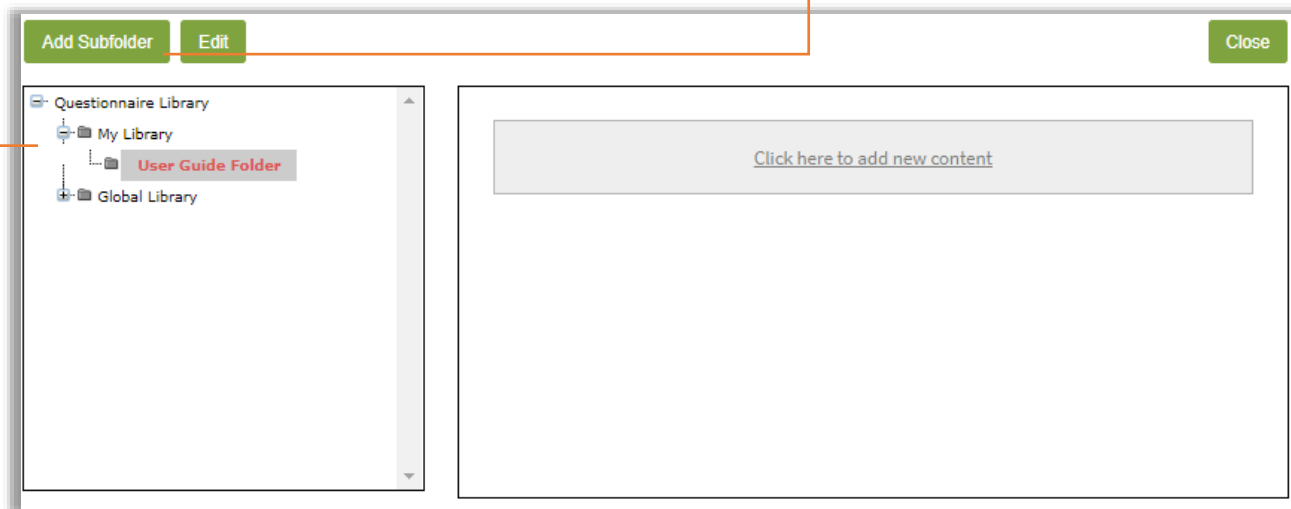 Add Subfolder Edit Close
Questionnaire Library
My Library
User Guide Folder
Global Library
Click here to add new content